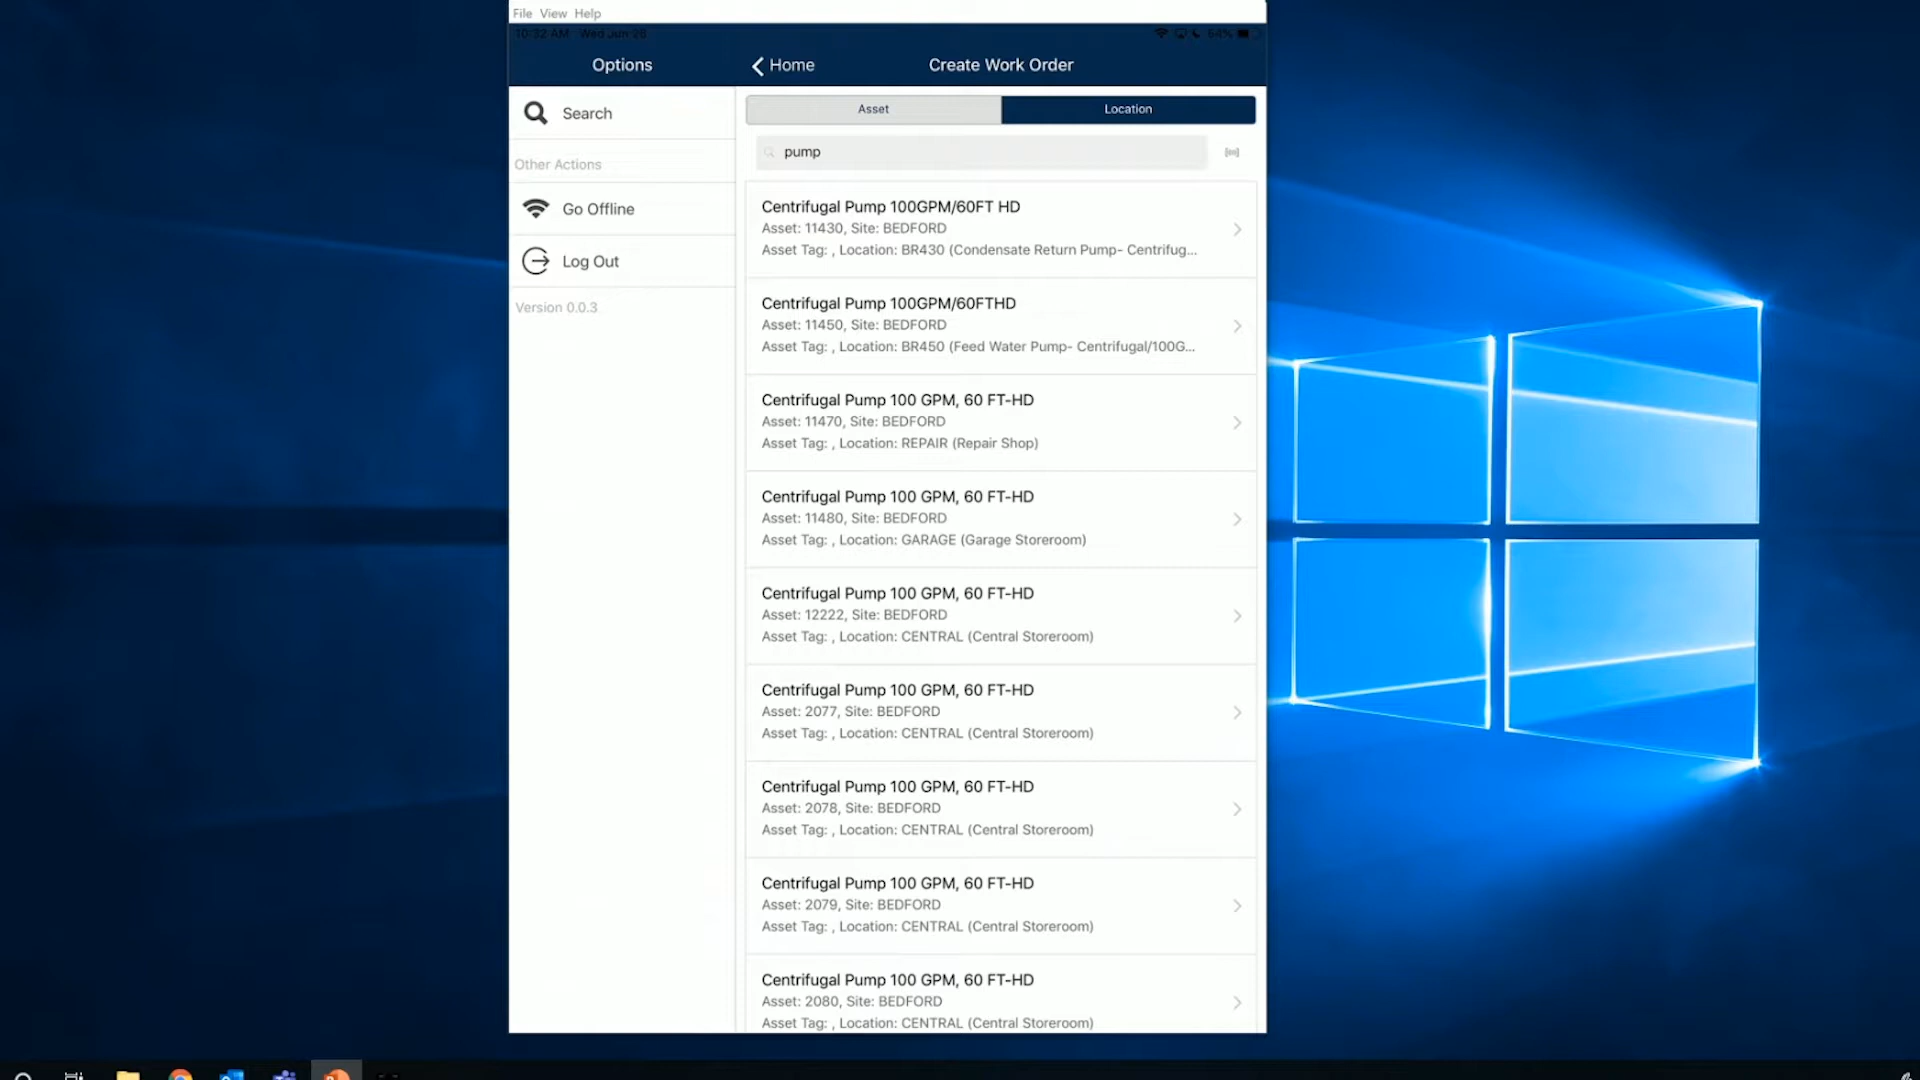 File View Help
10:32 AM Wed Jun 26
64%
Options
Home
Create Work Order
Search
Other Actions
Go Offline
Log Out
Version 0.0.3
Asset
Location
pump
Centrifugal Pump 100GPM/60FT HD
Asset: 11430, Site: BEDFORD
Asset Tag: , Location: BR430 (Condensate Return Pump- Centrifug...
Centrifugal Pump 100GPM/60FTHD
Asset: 11450, Site: BEDFORD
Asset Tag: , Location: BR450 (Feed Water Pump- Centrifugal/100G...
Centrifugal Pump 100 GPM, 60 FT-HD
Asset: 11470, Site: BEDFORD
Asset Tag: , Location: REPAIR (Repair Shop)
Centrifugal Pump 100 GPM, 60 FT-HD
Asset: 11480, Site: BEDFORD
Asset Tag: , Location: GARAGE (Garage Storeroom)
Centrifugal Pump 100 GPM, 60 FT-HD
Asset: 12222, Site: BEDFORD
Asset Tag: , Location: CENTRAL (Central Storeroom)
Centrifugal Pump 100 GPM, 60 FT-HD
Asset: 2077, Site: BEDFORD
Asset Tag: , Location: CENTRAL (Central Storeroom)
Centrifugal Pump 100 GPM, 60 FT-HD
Asset: 2078, Site: BEDFORD
Asset Tag: , Location: CENTRAL (Central Storeroom)
Centrifugal Pump 100 GPM, 60 FT-HD
Asset: 2079, Site: BEDFORD
Asset Tag: , Location: CENTRAL (Central Storeroom)
Centrifugal Pump 100 GPM, 60 FT-HD
Asset: 2080, Site: BEDFORD
Asset Tag: , Location: CENTRAL (Central Storeroom)